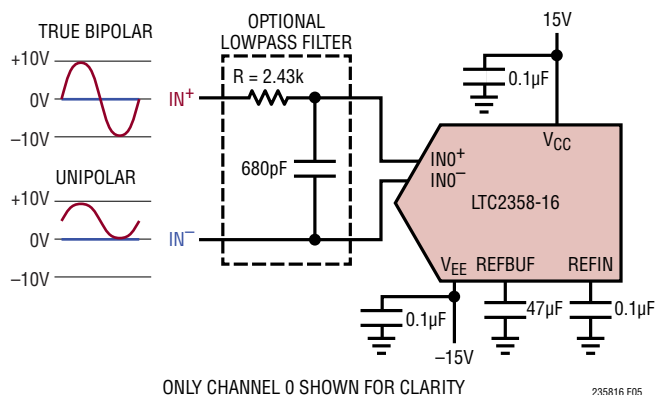 TRUE BIPOLAR
+10V
0V
–10V
UNIPOLAR
+10V
0V
–10V
IN+
IN–
OPTIONAL
LOWPASS FILTER
R = 2.43k
680pF
15V
0.1µF
VCC
IN0+
IN0–
LTC2358-16
VEE REFBUF REFIN
0.1µF
–15V
47µF
0.1µF
ONLY CHANNEL 0 SHOWN FOR CLARITY
235816 F05